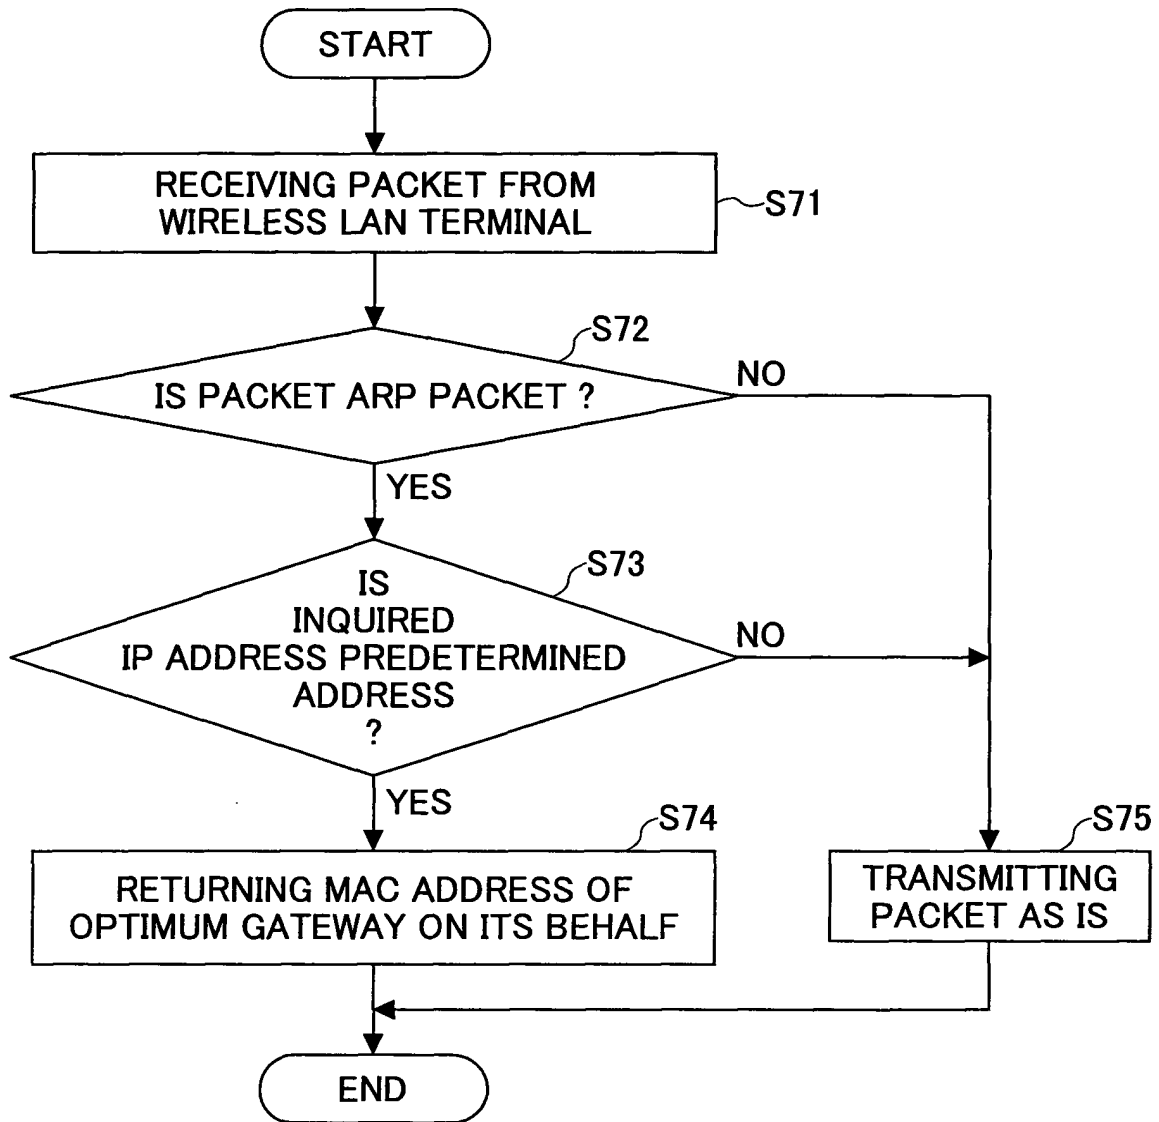 START
RECEIVING PACKET FROM
WIRELESS LAN TERMINAL
S71
S72
IS PACKET ARP PACKET ?
NO
YES
S73
IS
INQUIRED
IP ADDRESS PREDETERMINED
ADDRESS
?
NO
YES
S74
RETURNING MAC ADDRESS OF
OPTIMUM GATEWAY ON ITS BEHALF
S75
TRANSMITTING
PACKET AS IS
END